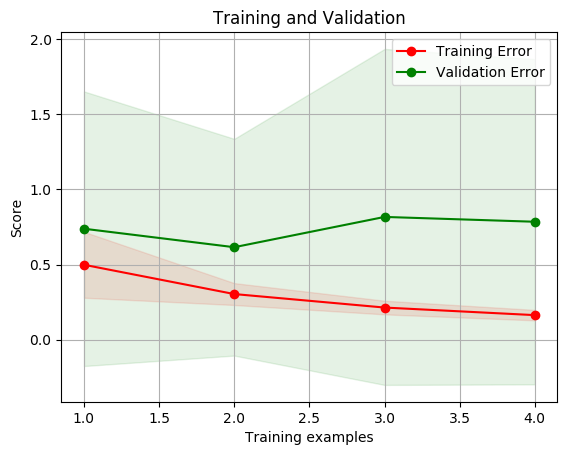 Training and Validation
Training Error
Validation Error
Score
2.0
1.5
1.0
0.5
0.0
1.0 1.5 2.0 2.5 3.0 3.5 4.0
Training examples